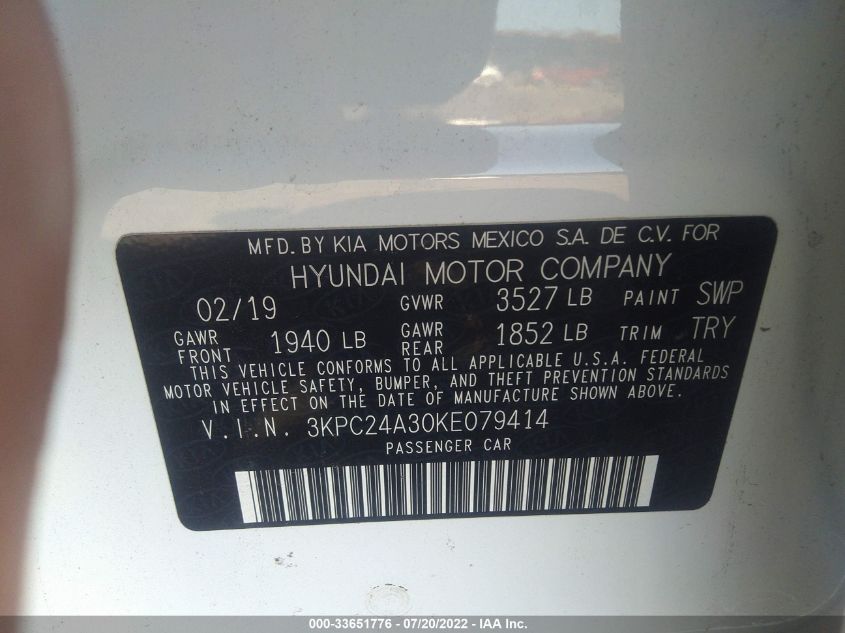 MFD. BY KIA MOTORS MEXICO S.A. DE C.V. FOR
HYUNDAI MOTOR COMPANY
02/19 GVWR 3527 LB PAINT SWP
GAWR FRONT 1940 LB GAWR REAR 1852 LB TRIM TRY
THIS VEHICLE CONFORMS TO ALL APPLICABLE U.S.A. FEDERAL
MOTOR VEHICLE SAFETY, BUMPER, AND THEFT PREVENTION STANDARDS
IN EFFECT ON THE DATE OF MANUFACTURE SHOWN ABOVE.
V.I.N. 3KPC24A30KE079414
PASSENGER CAR
000-33651776 - 07/20/2022 - IAA Inc.